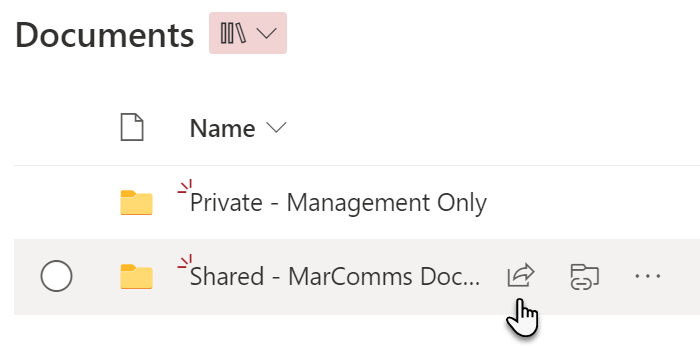 Documents
Name
Private - Management Only
Shared - MarComms Doc...